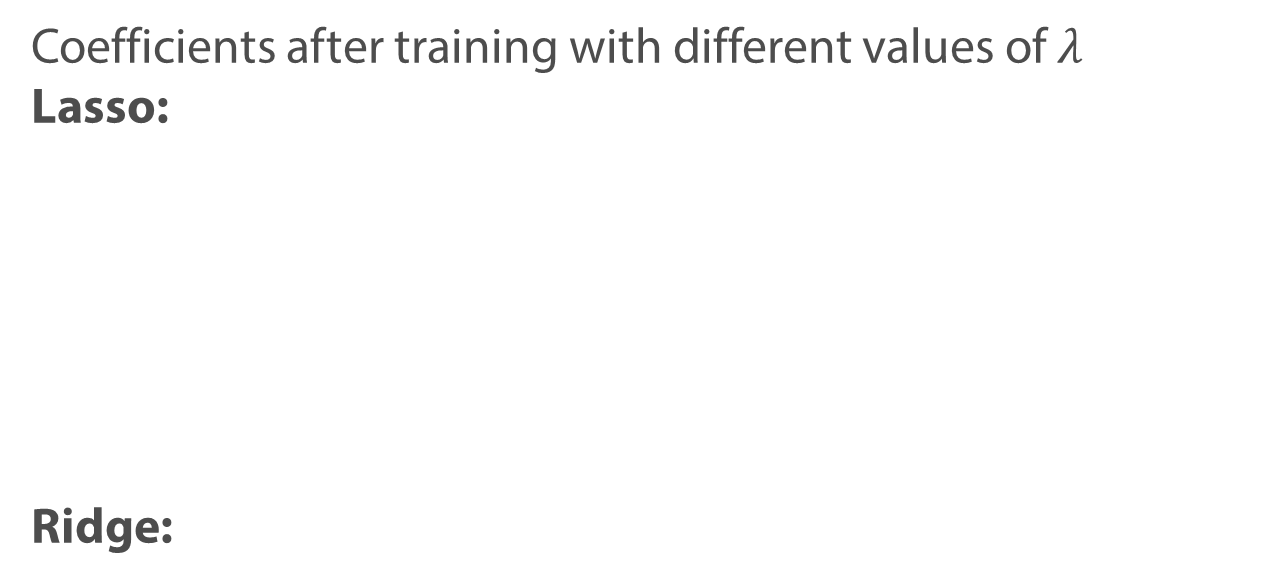 Coefficients after training with different values of λ
Lasso:
Ridge: